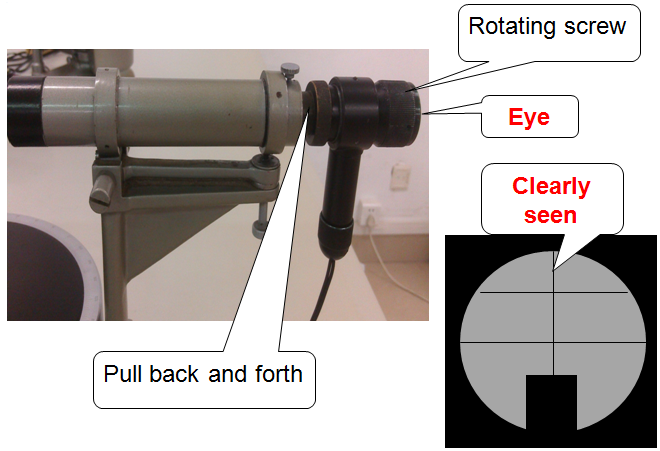 Rotating screw
Eye
Clearly
seen
Pull back and forth